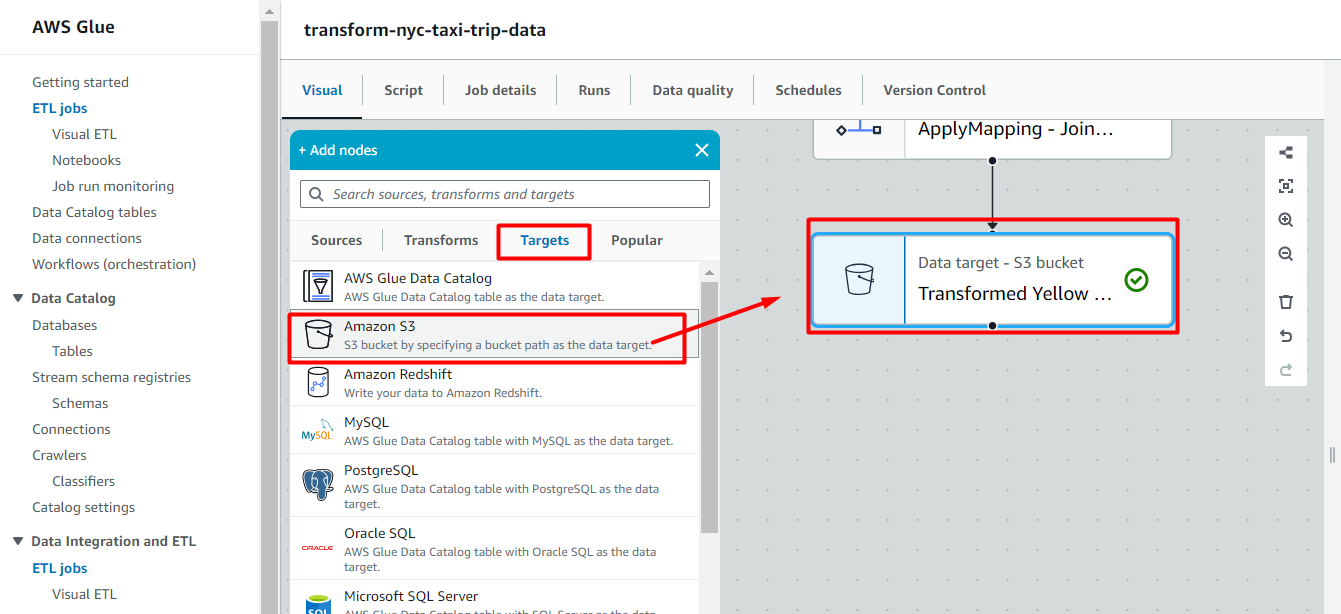 AWS Glue
Getting started
ETL jobs
Visual ETL
Notebooks
Job run monitoring
Data Catalog tables
Data connections
Workflows (orchestration)
Data Catalog
Databases
Tables
Stream schema registries
Schemas
Connections
Crawlers
Classifiers
Catalog settings
Data Integration and ETL
ETL jobs
Visual ETL
transform-nyc-taxi-trip-data
Visual Script Job details Runs Data quality Schedules Version Control
+ Add nodes
Search sources, transforms and targets
Sources Transforms Targets Popular
AWS Glue Data Catalog
AWS Glue Data Catalog table as the data target.
Amazon S3
S3 bucket by specifying a bucket path as the data target.
Amazon Redshift
Write your data to Amazon Redshift.
MySQL
MySQL
AWS Glue Data Catalog table with MySQL as the data target.
PostgreSQL
AWS Glue Data Catalog table with PostgreSQL as the data
target.
ORACLE
Oracle SQL
AWS Glue Data Catalog table with Oracle SQL as the data
target.
SQL
Microsoft SQL Server
AWS Glue Data Catalog table with SQL Server as the data
ApplyMapping - Join...
Data target - S3 bucket
Transformed Yellow ...